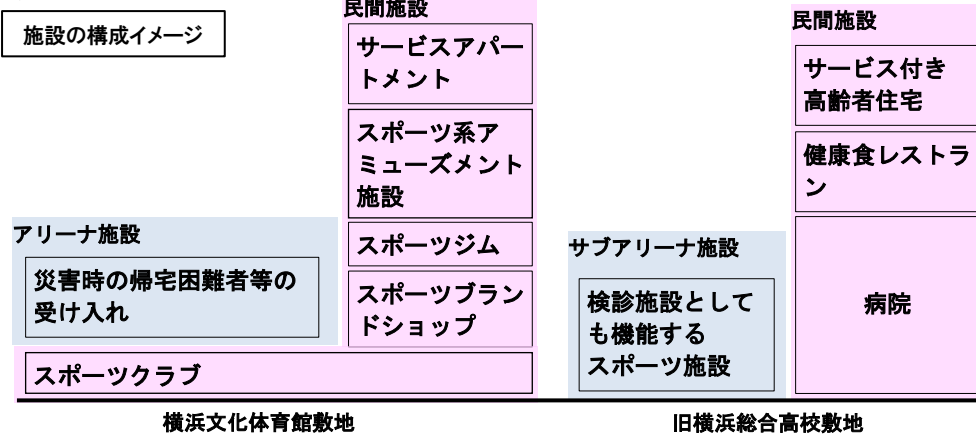 施設の構成イメージ
民間施設
サービスアパー
トメント
スポーツ系ア
ミューズメント
施設
スポーツジム
スポーツブラン
ドショップ
アリーナ施設
災害時の帰宅困難者等の
受け入れ
スポーツクラブ
横浜文化体育館敷地
民間施設
サービス付き
高齢者住宅
健康食レストラ
ン
病院
サブアリーナ施設
検診施設として
も機能する
スポーツ施設
旧横浜総合高校敷地